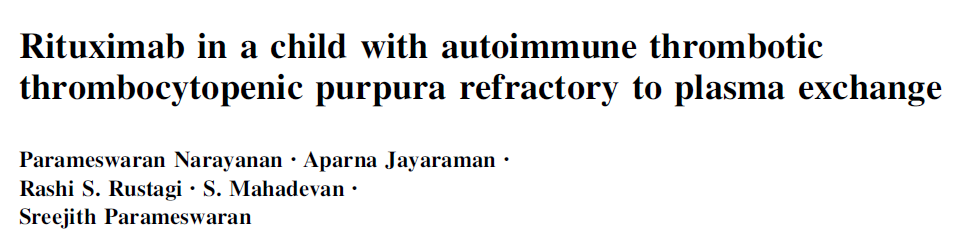 Rituximab in a child with autoimmune thrombotic
thrombocytopenic purpura refractory to plasma exchange
Parameswaran Narayanan · Aparna Jayaraman ·
Rashi S. Rustagi · S. Mahadevan ·
Sreejith Parameswaran